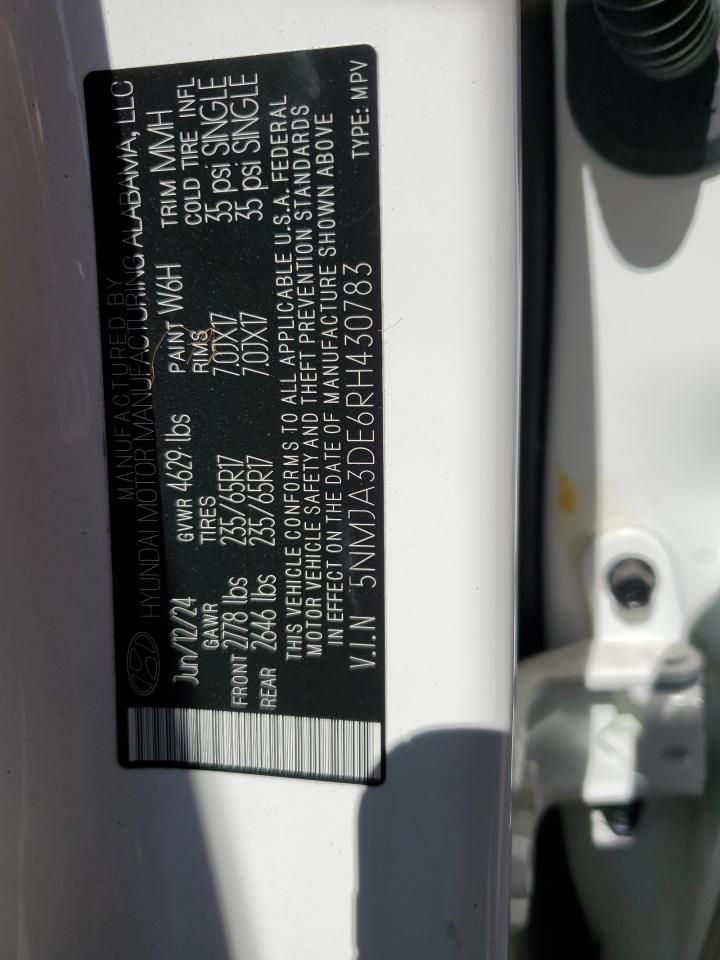 MANUFACTURED BY
HYUNDAI MOTOR MANUFACTURING ALABAMA, LLC
Jun/12/24 GVWR 4629 lbs PAINT W6H TRIM MMH
GAWR TIRES RIMS COLD TIRE INFL
FRONT 2778 lbs 235/65R17 7.0JX17 35 psi SINGLE
REAR 2646 lbs 235/65R17 7.0JX17 35 psi SINGLE
THIS VEHICLE CONFORMS TO ALL APPLICABLE U.S.A. FEDERAL
MOTOR VEHICLE SAFETY AND THEFT PREVENTION STANDARDS
IN EFFECT ON THE DATE OF MANUFACTURE SHOWN ABOVE
V.I.N 5NMJA3DE6RH430783 TYPE: MPV